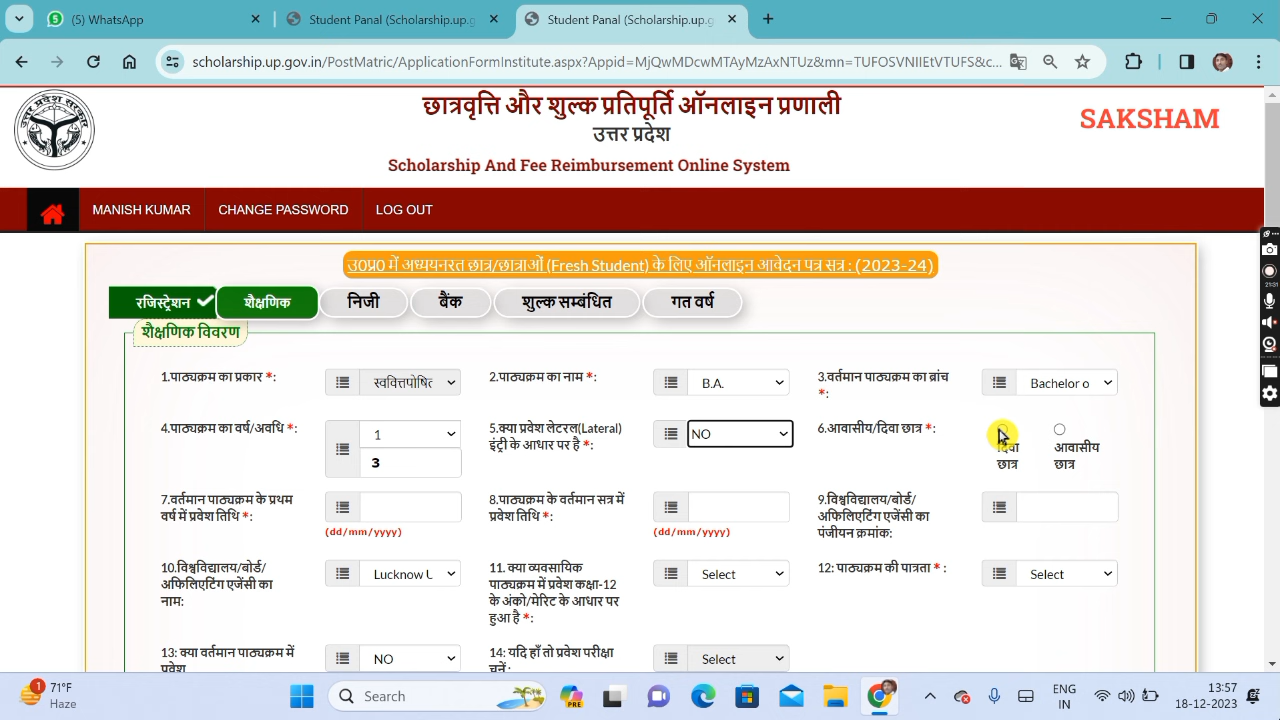 (5) WhatsApp
Student Panal (Scholarship.up.g
Student Panal (Scholarship.up.g
scholarship.up.gov.in/PostMatric/ApplicationFormInstitute.aspx?Appid=MjQwMDcwMTAyMzAxNTUz&tn=TUFOSVNIIEtVTUFS&c...
छात्रवृत्ति और शुल्क प्रतिपूर्ति ऑनलाइन प्रणाली
उत्तर प्रदेश
Scholarship And Fee Reimbursement Online System
SAKSHAM
MANISH KUMAR
CHANGE PASSWORD
LOG OUT
उ0प्र0 में अध्ययनरत छात्र/छात्राओं (Fresh Student) के लिए ऑनलाइन आवेदन पत्र सत्र : (2023-24)
रजिस्ट्रेशन
शैक्षणिक
निजी
बैंक
शुल्क सम्बंधित
गत वर्ष
शैक्षणिक विवरण
1.पाठ्यक्रम का प्रकार *:
स्ववित्तपोषित
2.पाठ्यक्रम का नाम *:
B.A.
3.वर्तमान पाठ्यक्रम का ब्रांच
*:
Bachelor o
4.पाठ्यक्रम का वर्ष/अवधि *:
1
3
5.क्या प्रवेश लेटरल(Lateral)
इंट्री के आधार पर है *:
NO
6.आवासीय/दिवा छात्र *:
दिवा
छात्र
आवासीय
छात्र
7.वर्तमान पाठ्यक्रम के प्रथम
वर्ष में प्रवेश तिथि *:
(dd/mm/yyyy)
8.पाठ्यक्रम के वर्तमान सत्र में
प्रवेश तिथि *:
(dd/mm/yyyy)
9.विश्वविद्यालय/बोर्ड/
अफिलिएटिंग एजेंसी का
पंजीयन क्रमांक:
10.विश्वविद्यालय/बोर्ड/
अफिलिएटिंग एजेंसी का
नाम:
Lucknow U
11. क्या व्यवसायिक
पाठ्यक्रम में प्रवेश कक्षा-12
के अंको/मेरिट के आधार पर
हुआ है *:
Select
12: पाठ्यक्रम की पात्रता * :
Select
13: क्या वर्तमान पाठ्यक्रम में
प्रवेश
NO
14: यदि हाँ तो प्रवेश परीक्षा
चुनें :
Select
1
71°F
Haze
Search
PRE
ENG
IN
13:57
18-12-2023